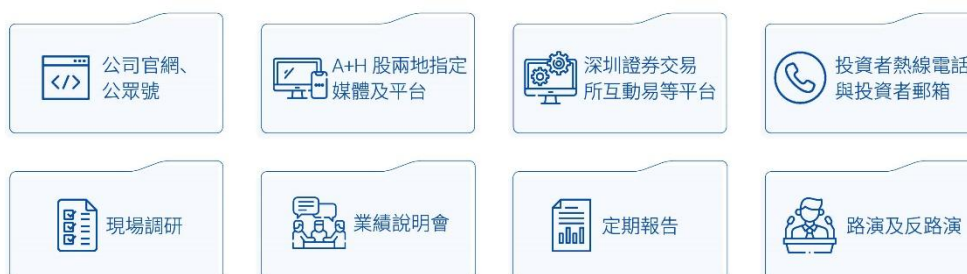 公司官網、
公眾號
A+H 股兩地指定
媒體及平台
深圳證券交易
所互動易等平台
投資者熱線電話
與投資者郵箱
現場調研
業績說明會
定期報告
路演及反路演